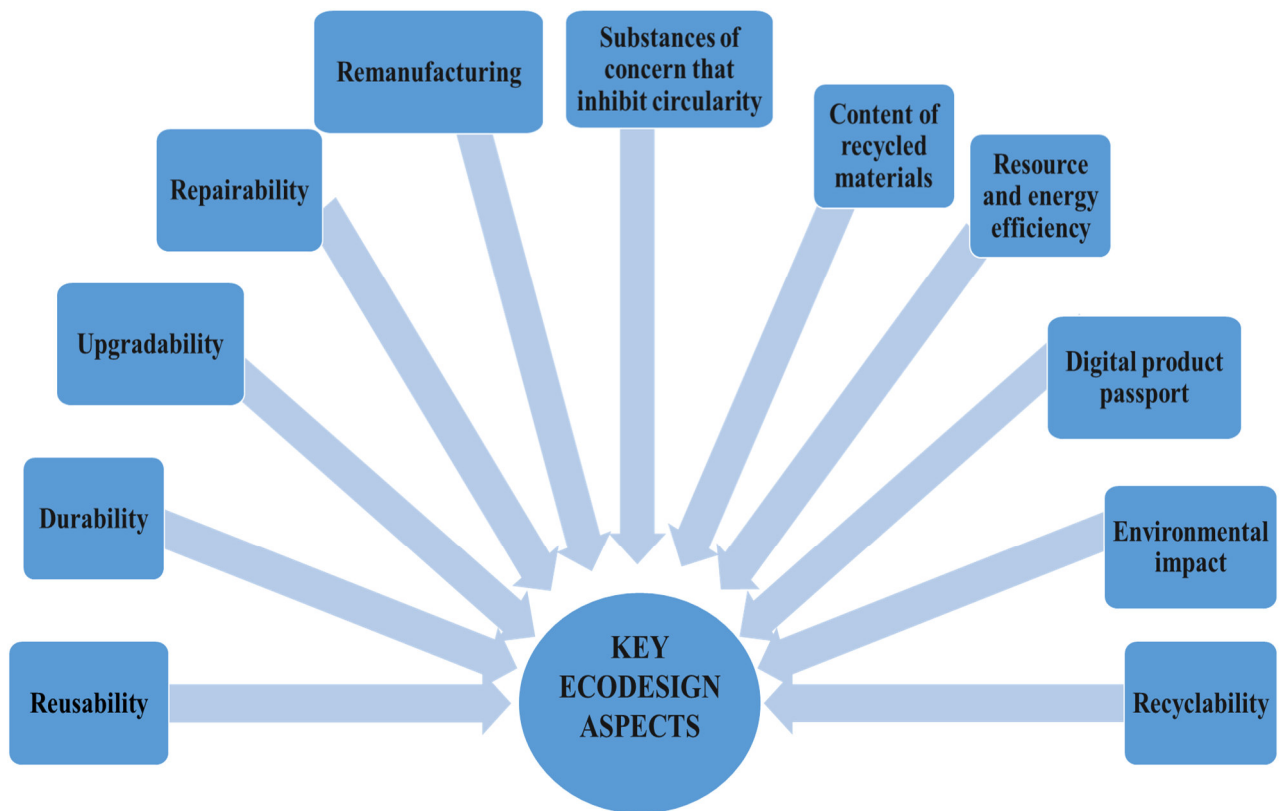 Substances of
concern that
inhibit circularity
Remanufacturing
Content of
recycled
materials
Resource
and energy
efficiency
Repairability
Upgradability
Digital product
passport
Durability
Environmental
impact
Reusability
KEY
ECODESIGN
ASPECTS
Recyclability